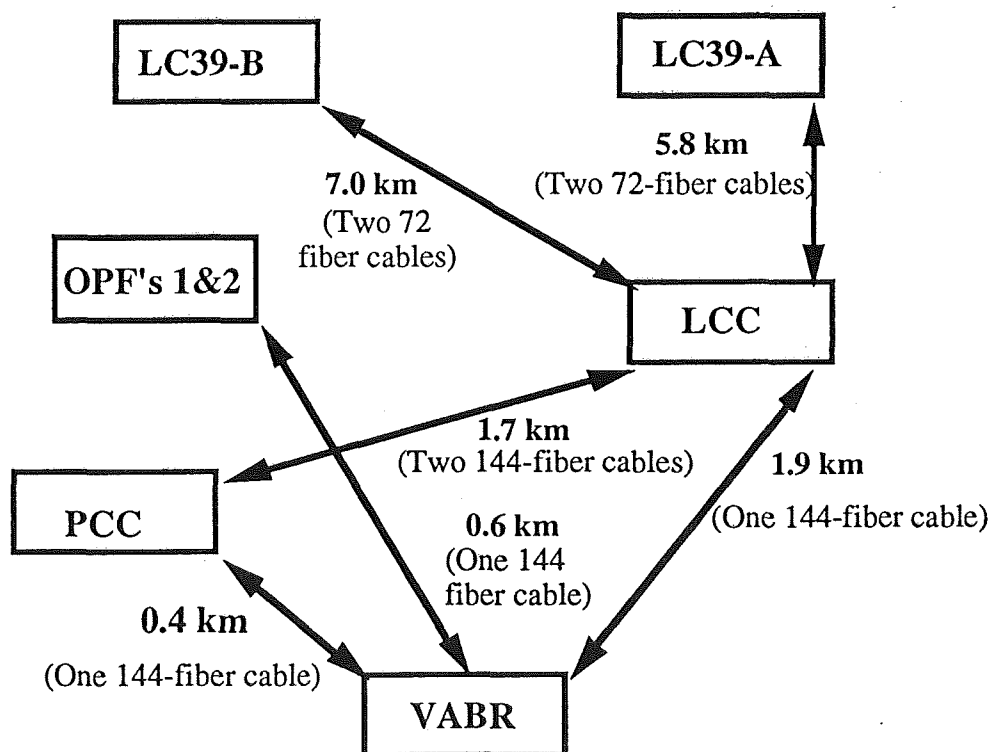 LC39-B
LC39-A
5.8 km
(Two 72-fiber cables)
7.0 km
(Two 72
fiber cables)
OPF's 1&2
LCC
1.7 km
(Two 144-fiber cables)
1.9 km
(One 144-fiber cable)
PCC
0.6 km
(One 144
fiber cable)
0.4 km
(One 144-fiber cable)
VABR